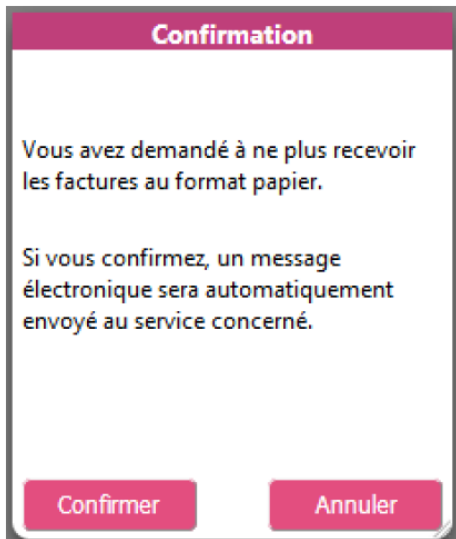 Confirmation
Vous avez demandé à ne plus recevoir
les factures au format papier.
Si vous confirmez, un message
électronique sera automatiquement
envoyé au service concerné.
Confirmer
Annuler